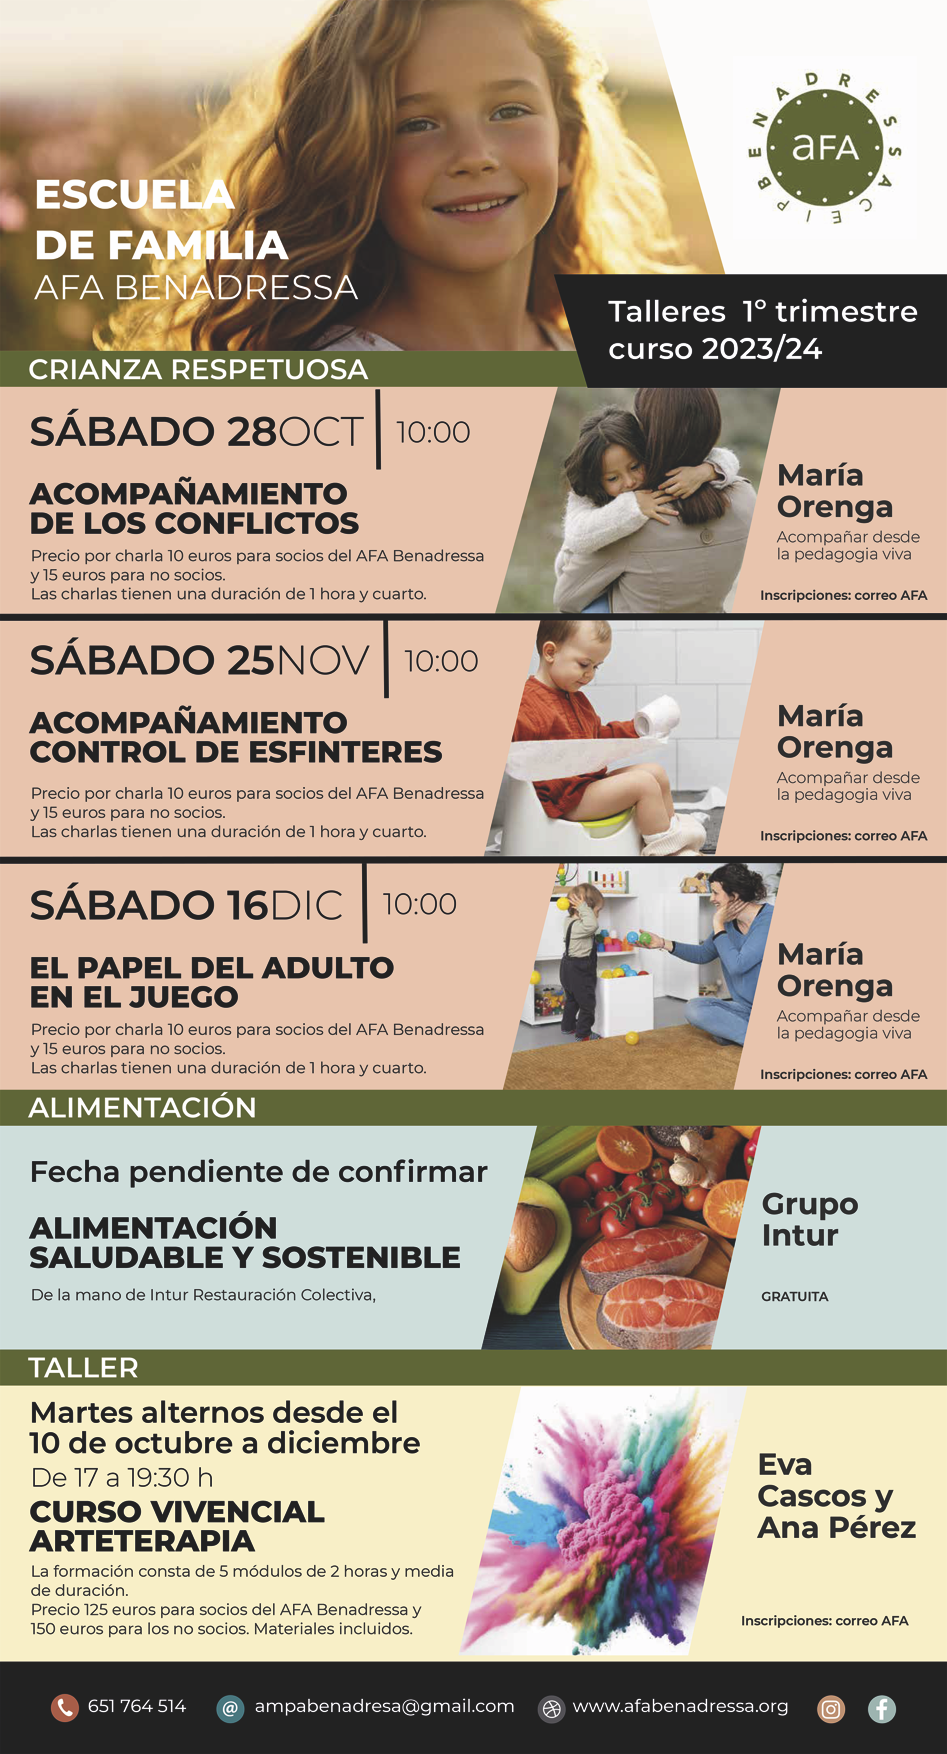 BENADRESSA
CEIP
aFA
ESCUELA
DE FAMILIA
AFA BENADRESSA
Talleres 1º trimestre
curso 2023/24
CRIANZA RESPETUOSA
SÁBADO 28OCT
10:00
ACOMPAÑAMIENTO
DE LOS CONFLICTOS
Precio por charla 10 euros para socios del AFA Benadressa
y 15 euros para no socios.
Las charlas tienen una duración de 1 hora y cuarto.
María
Orenga
Acompañar desde
la pedagogia viva
Inscripciones: correo AFA
SÁBADO 25NOV
10:00
ACOMPAÑAMIENTO
CONTROL DE ESFINTERES
Precio por charla 10 euros para socios del AFA Benadressa
y 15 euros para no socios.
Las charlas tienen una duración de 1 hora y cuarto.
María
Orenga
Acompañar desde
la pedagogia viva
Inscripciones: correo AFA
SÁBADO 16DIC
10:00
EL PAPEL DEL ADULTO
EN EL JUEGO
Precio por charla 10 euros para socios del AFA Benadressa
y 15 euros para no socios.
Las charlas tienen una duración de 1 hora y cuarto.
María
Orenga
Acompañar desde
la pedagogia viva
Inscripciones: correo AFA
ALIMENTACIÓN
Fecha pendiente de confirmar
ALIMENTACIÓN
SALUDABLE Y SOSTENIBLE
De la mano de Intur Restauración Colectiva,
Grupo
Intur
GRATUITA
TALLER
Martes alternos desde el
10 de octubre a diciembre
De 17 a 19:30 h
CURSO VIVENCIAL
ARTETERAPIA
La formación consta de 5 módulos de 2 horas y media
de duración.
Precio 125 euros para socios del AFA Benadressa y
150 euros para los no socios. Materiales incluidos.
Eva
Cascos y
Ana Pérez
Inscripciones: correo AFA
651 764 514
@ ampabenadresa@gmail.com
www.afabenadressa.org